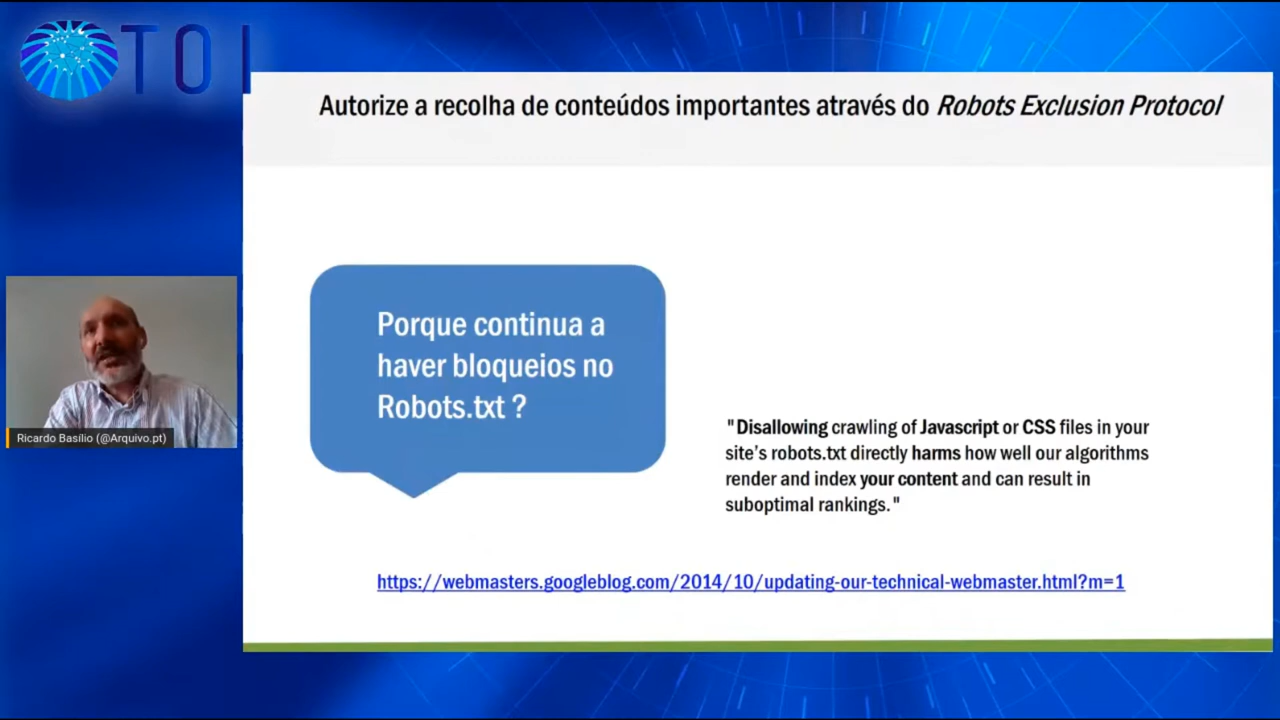 TOI
Autorize a recolha de conteúdos importantes através do Robots Exclusion Protocol
Porque continua a
haver bloqueios no
Robots.txt ?
"Disallowing crawling of Javascript or CSS files in your
site's robots.txt directly harms how well our algorithms
render and index your content and can result in
suboptimal rankings."
Ricardo Basílio (@Arquivo.pt)
https://webmasters.googleblog.com/2014/10/updating-our-technical-webmaster.html?m=1